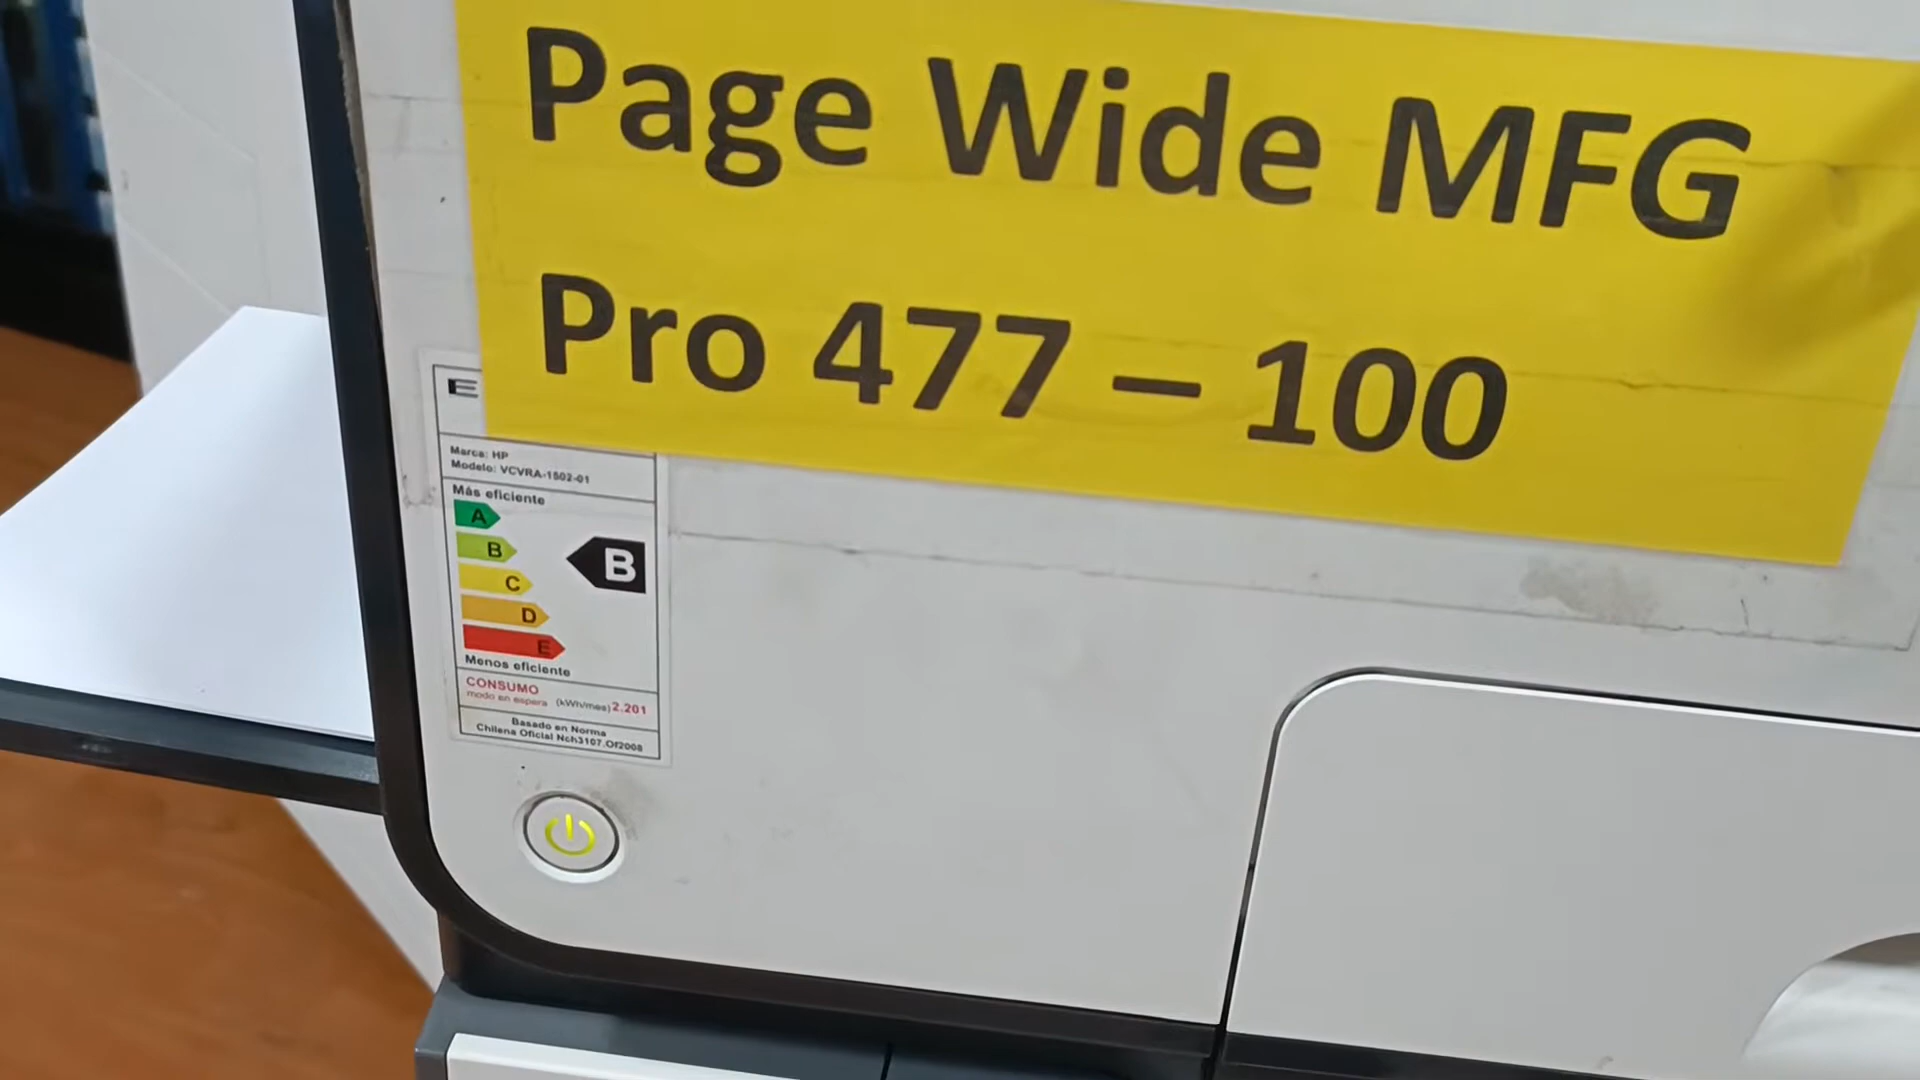 Page Wide MFG
Pro 477 – 100
E
Marca: HP
Modelo: VCVRA-1502-01
Más eficiente
A
B
B
C
D
E
Menos eficiente
CONSUMO
modo en espera (kWh/mes) 2.201
Basado en Norma
Chilena Oficial Nch3107.Of2008